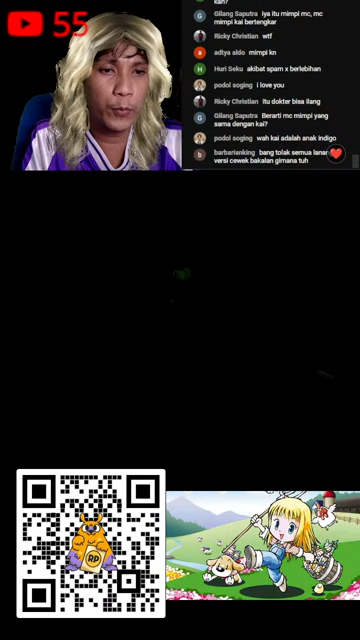 55
kan?
Gilang Saputra iya itu mimpi mc, mc
mimpi kai bertengkar
Ricky Christian wtf
aditya aldo mimpi kn
Huri Seku akibat spam x berlebihan
podol soging i love you
Ricky Christian itu dokter bisa ilang
Gilang Saputra Berarti mc mimpi yang
sama dengan kai?
podol soging wah kai adalah anak indigo
barbarianking bang tolak semua lamar
versi cewek bakalan gimana tuh
RP